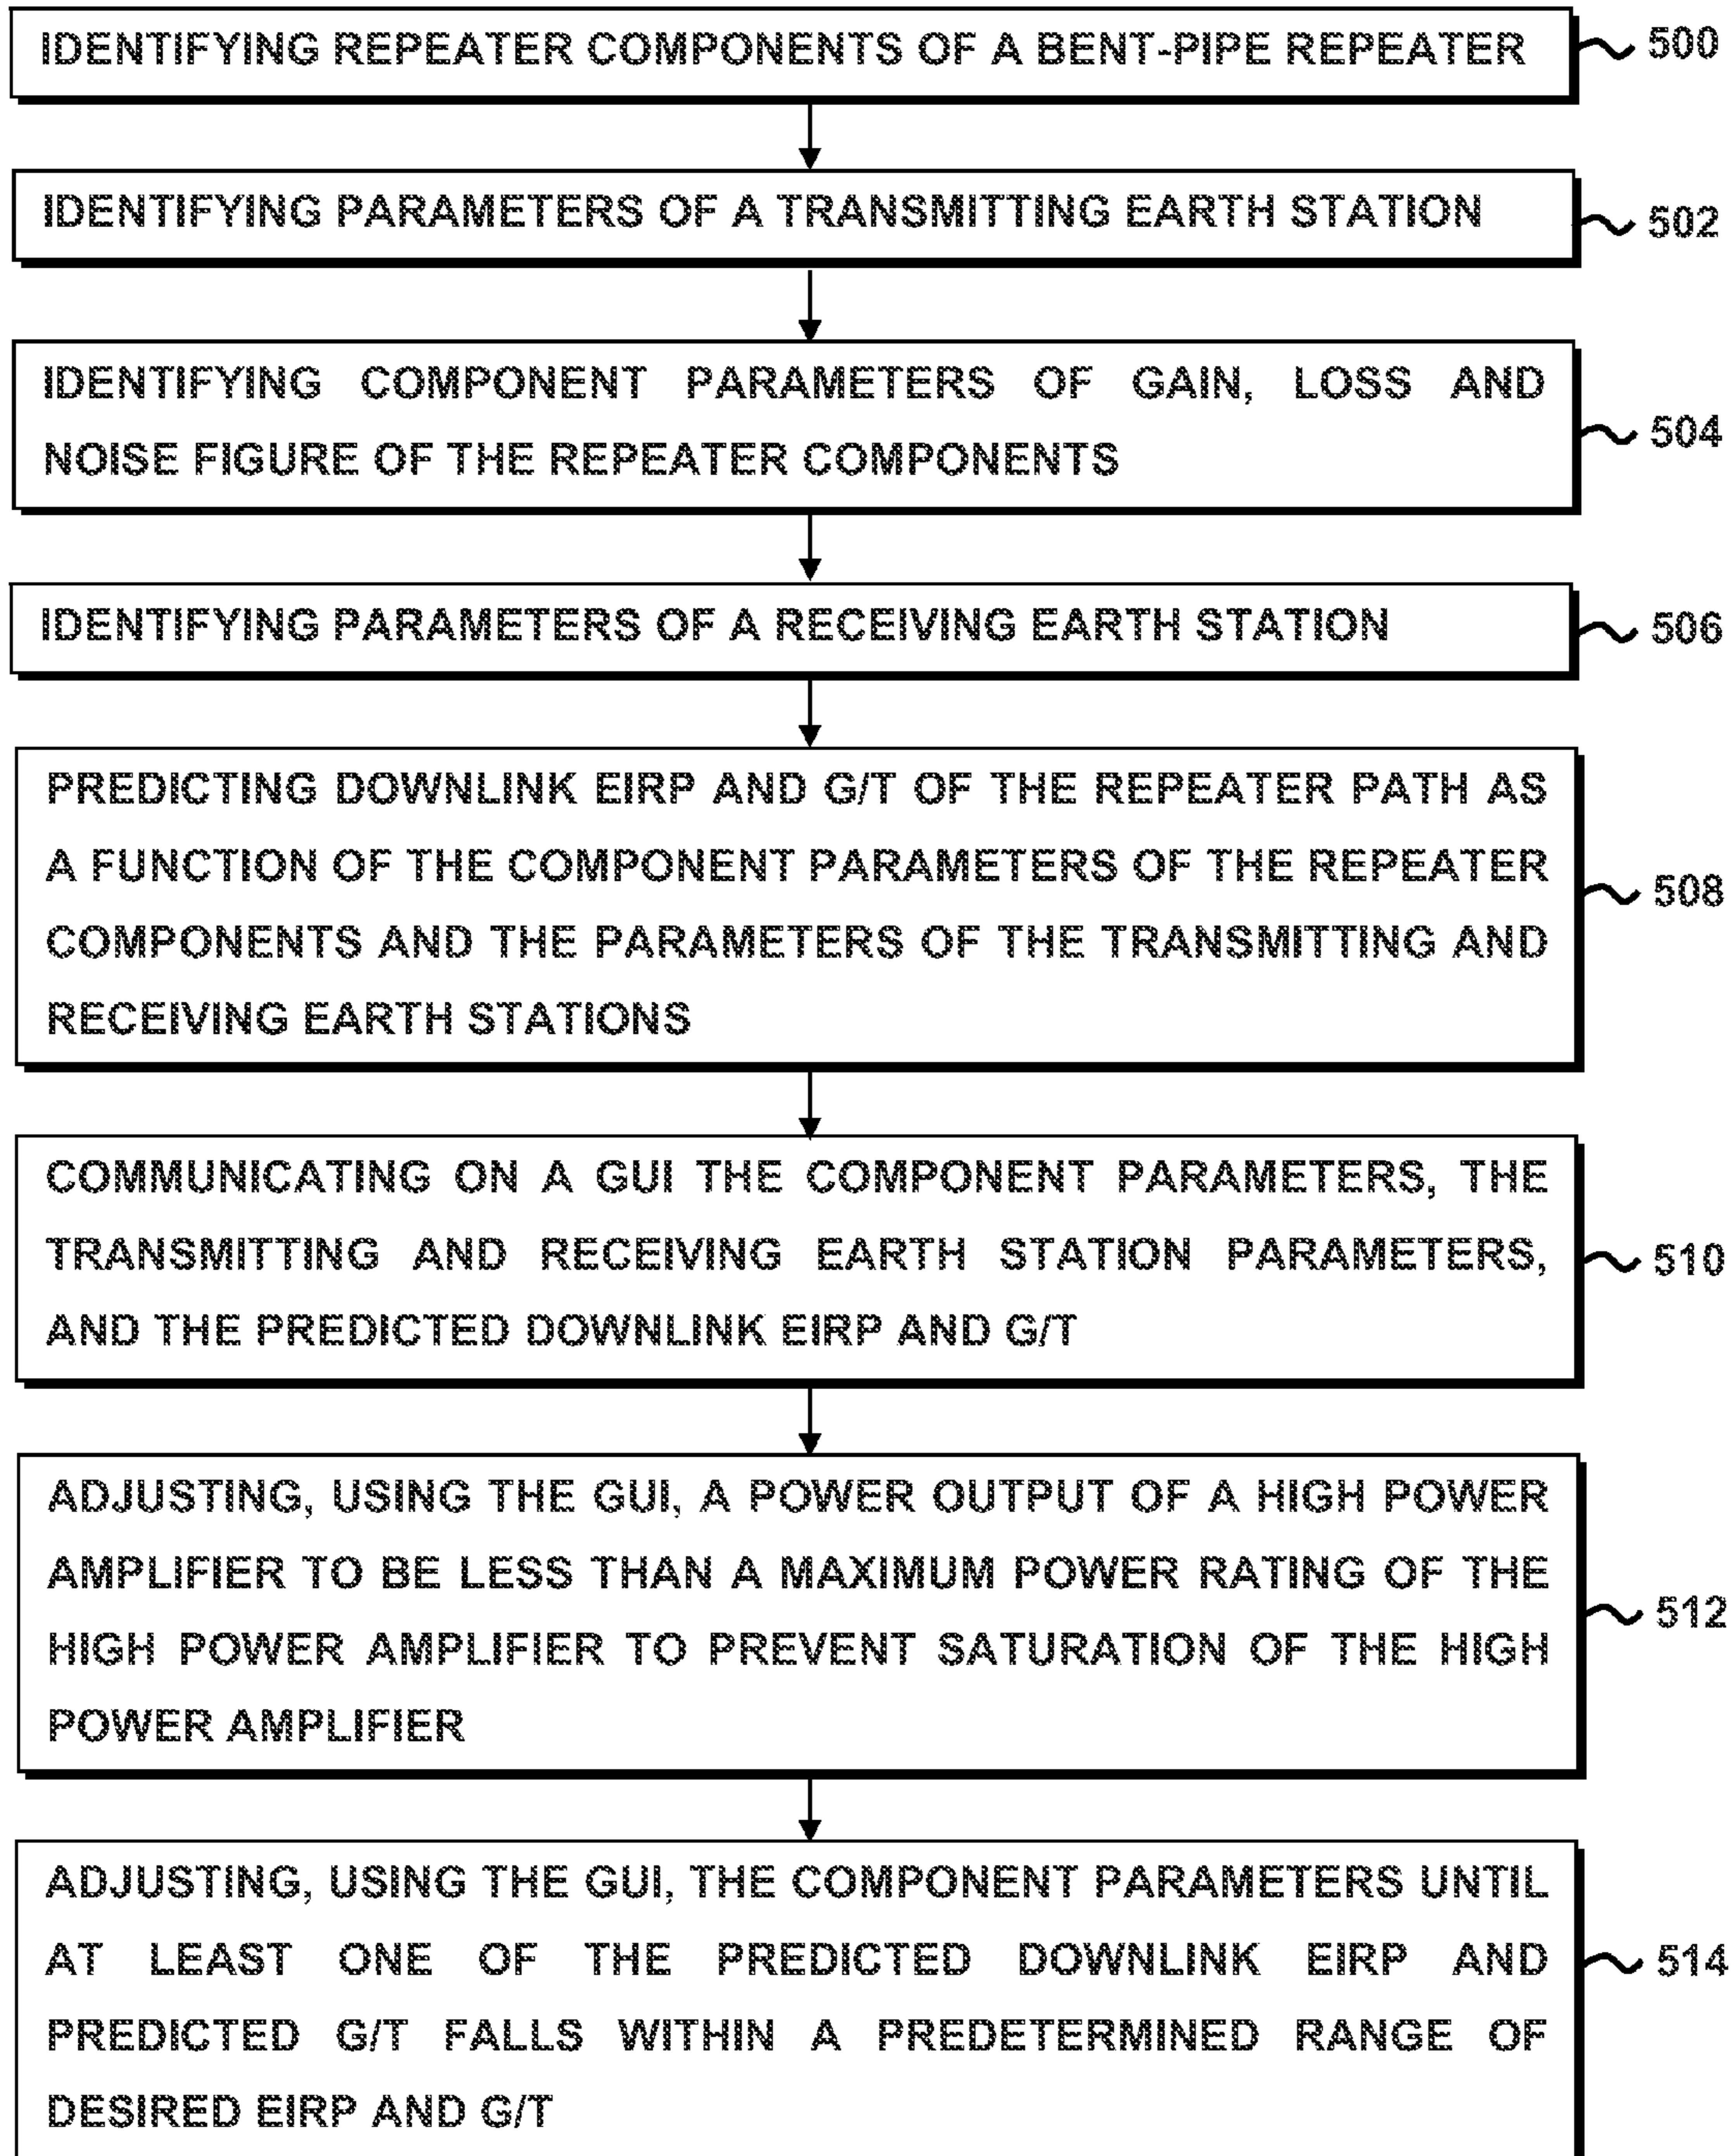 IDENTIFYING REPEATER COMPONENTS OF A BENT-PIPE REPEATER
500
IDENTIFYING PARAMETERS OF A TRANSMITTING EARTH STATION
502
IDENTIFYING COMPONENT PARAMETERS OF GAIN, LOSS AND
NOISE FIGURE OF THE REPEATER COMPONENTS
504
IDENTIFYING PARAMETERS OF A RECEIVING EARTH STATION
506
PREDICTING DOWNLINK EIRP AND G/T OF THE REPEATER PATH AS
A FUNCTION OF THE COMPONENT PARAMETERS OF THE REPEATER
COMPONENTS AND THE PARAMETERS OF THE TRANSMITTING AND
RECEIVING EARTH STATIONS
508
COMMUNICATING ON A GUI THE COMPONENT PARAMETERS, THE
TRANSMITTING AND RECEIVING EARTH STATION PARAMETERS,
AND THE PREDICTED DOWNLINK EIRP AND G/T
510
ADJUSTING, USING THE GUI, A POWER OUTPUT OF A HIGH POWER
AMPLIFIER TO BE LESS THAN A MAXIMUM POWER RATING OF THE
HIGH POWER AMPLIFIER TO PREVENT SATURATION OF THE HIGH
POWER AMPLIFIER
512
ADJUSTING, USING THE GUI, THE COMPONENT PARAMETERS UNTIL
AT LEAST ONE OF THE PREDICTED DOWNLINK EIRP AND
PREDICTED G/T FALLS WITHIN A PREDETERMINED RANGE OF
DESIRED EIRP AND G/T
514